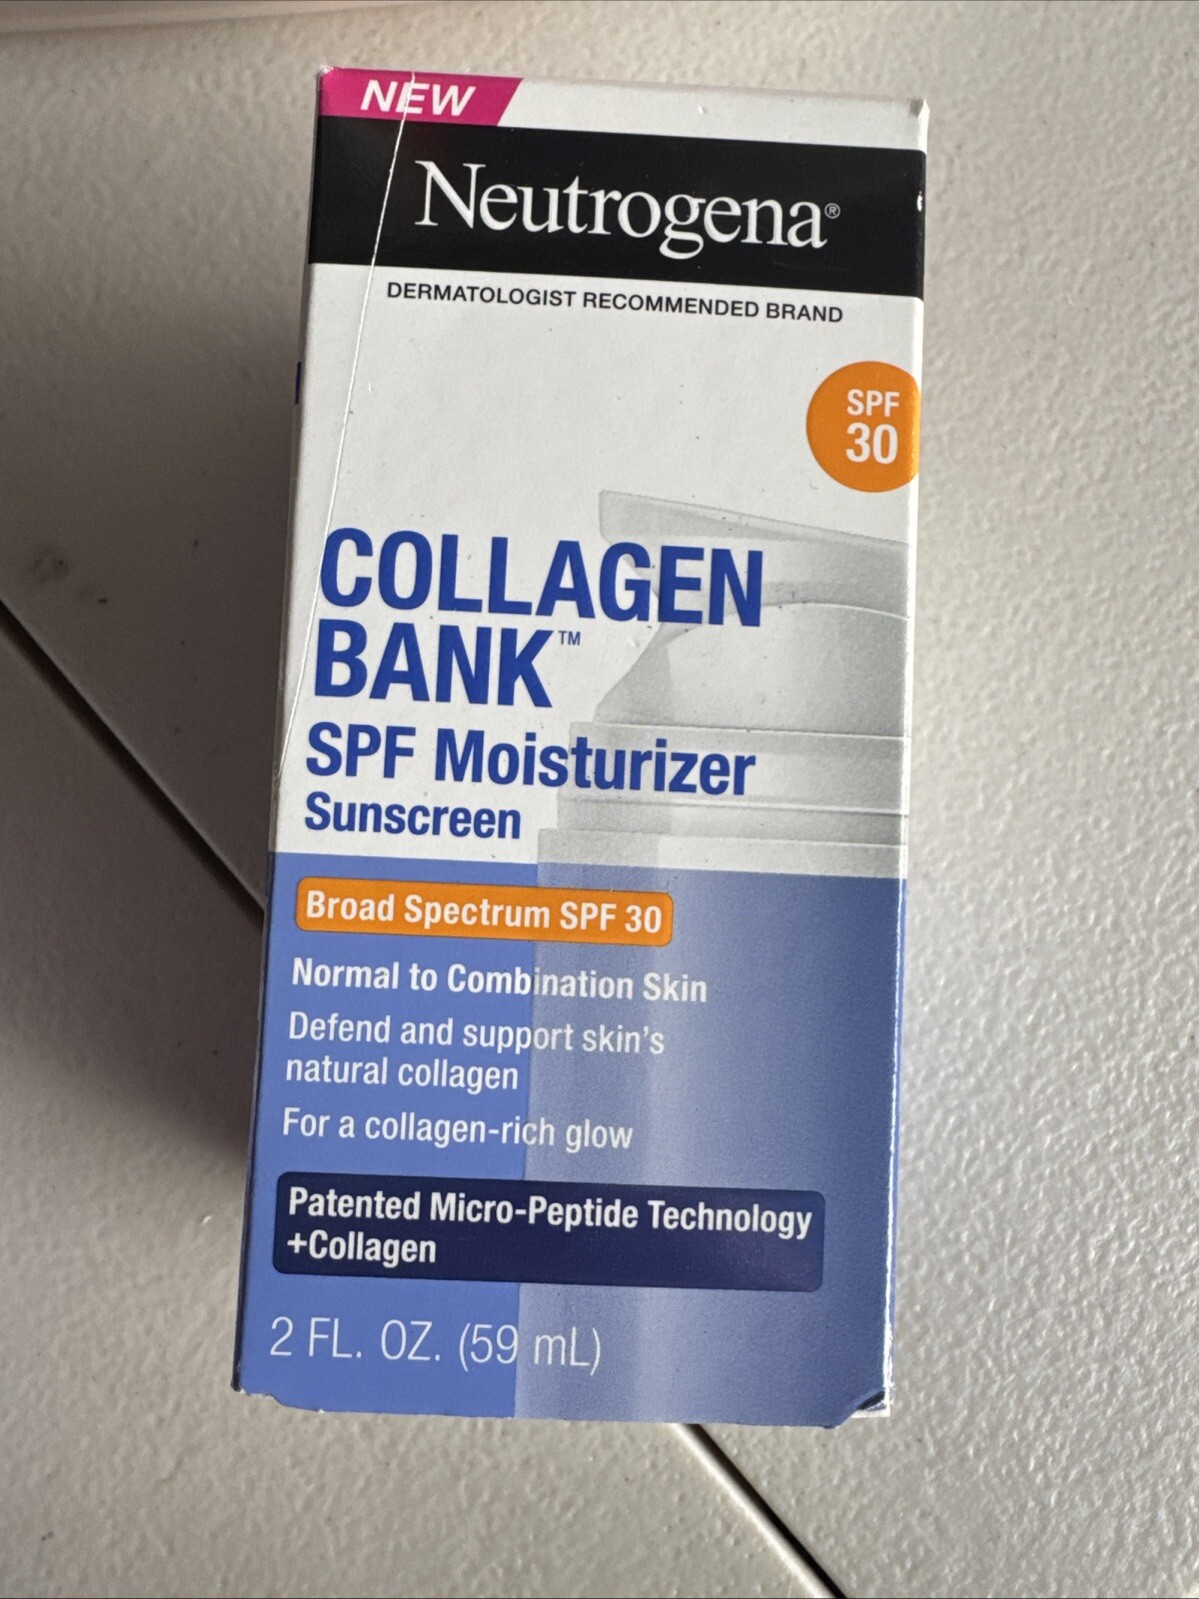 NEW
Neutrogena®
DERMATOLOGIST RECOMMENDED BRAND
SPF
30
COLLAGEN
BANK™
SPF Moisturizer
Sunscreen
Broad Spectrum SPF 30
Normal to Combination Skin
Defend and support skin's
natural collagen
For a collagen-rich glow
Patented Micro-Peptide Technology
+Collagen
2 FL. OZ. (59 mL)